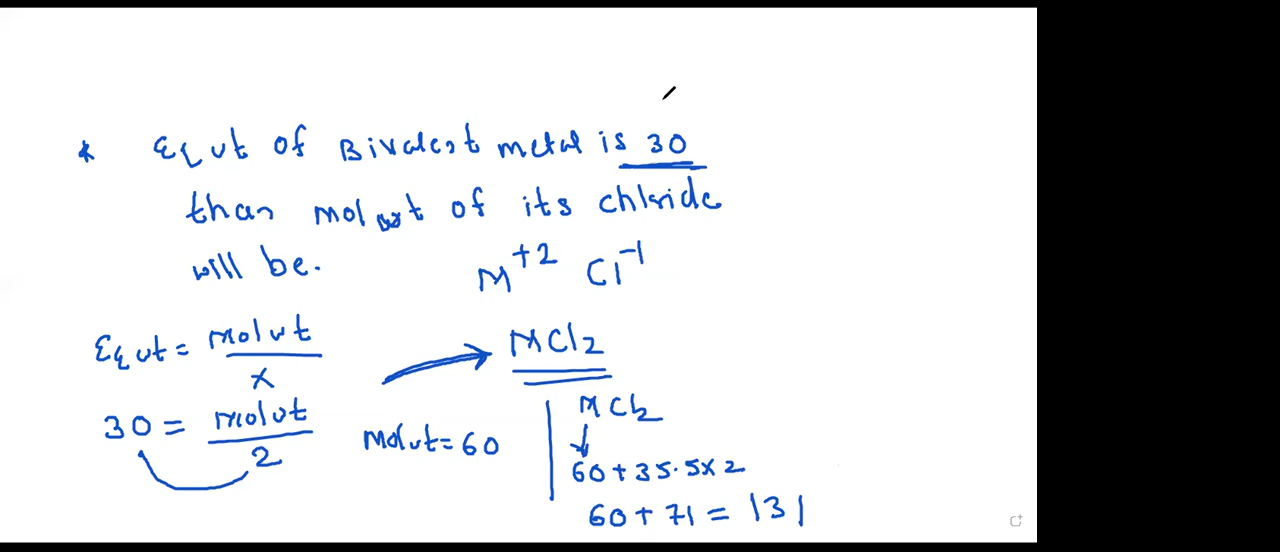 * Eq wt of Bivalent metal is 30
than mol wt of its chloride
will be.
M+2 Cl-1
Eq wt = mol wt / x
MCl2
30 = mol wt / 2
Mol wt = 60
MCl2
60 + 35.5 x 2
60 + 71 = 131